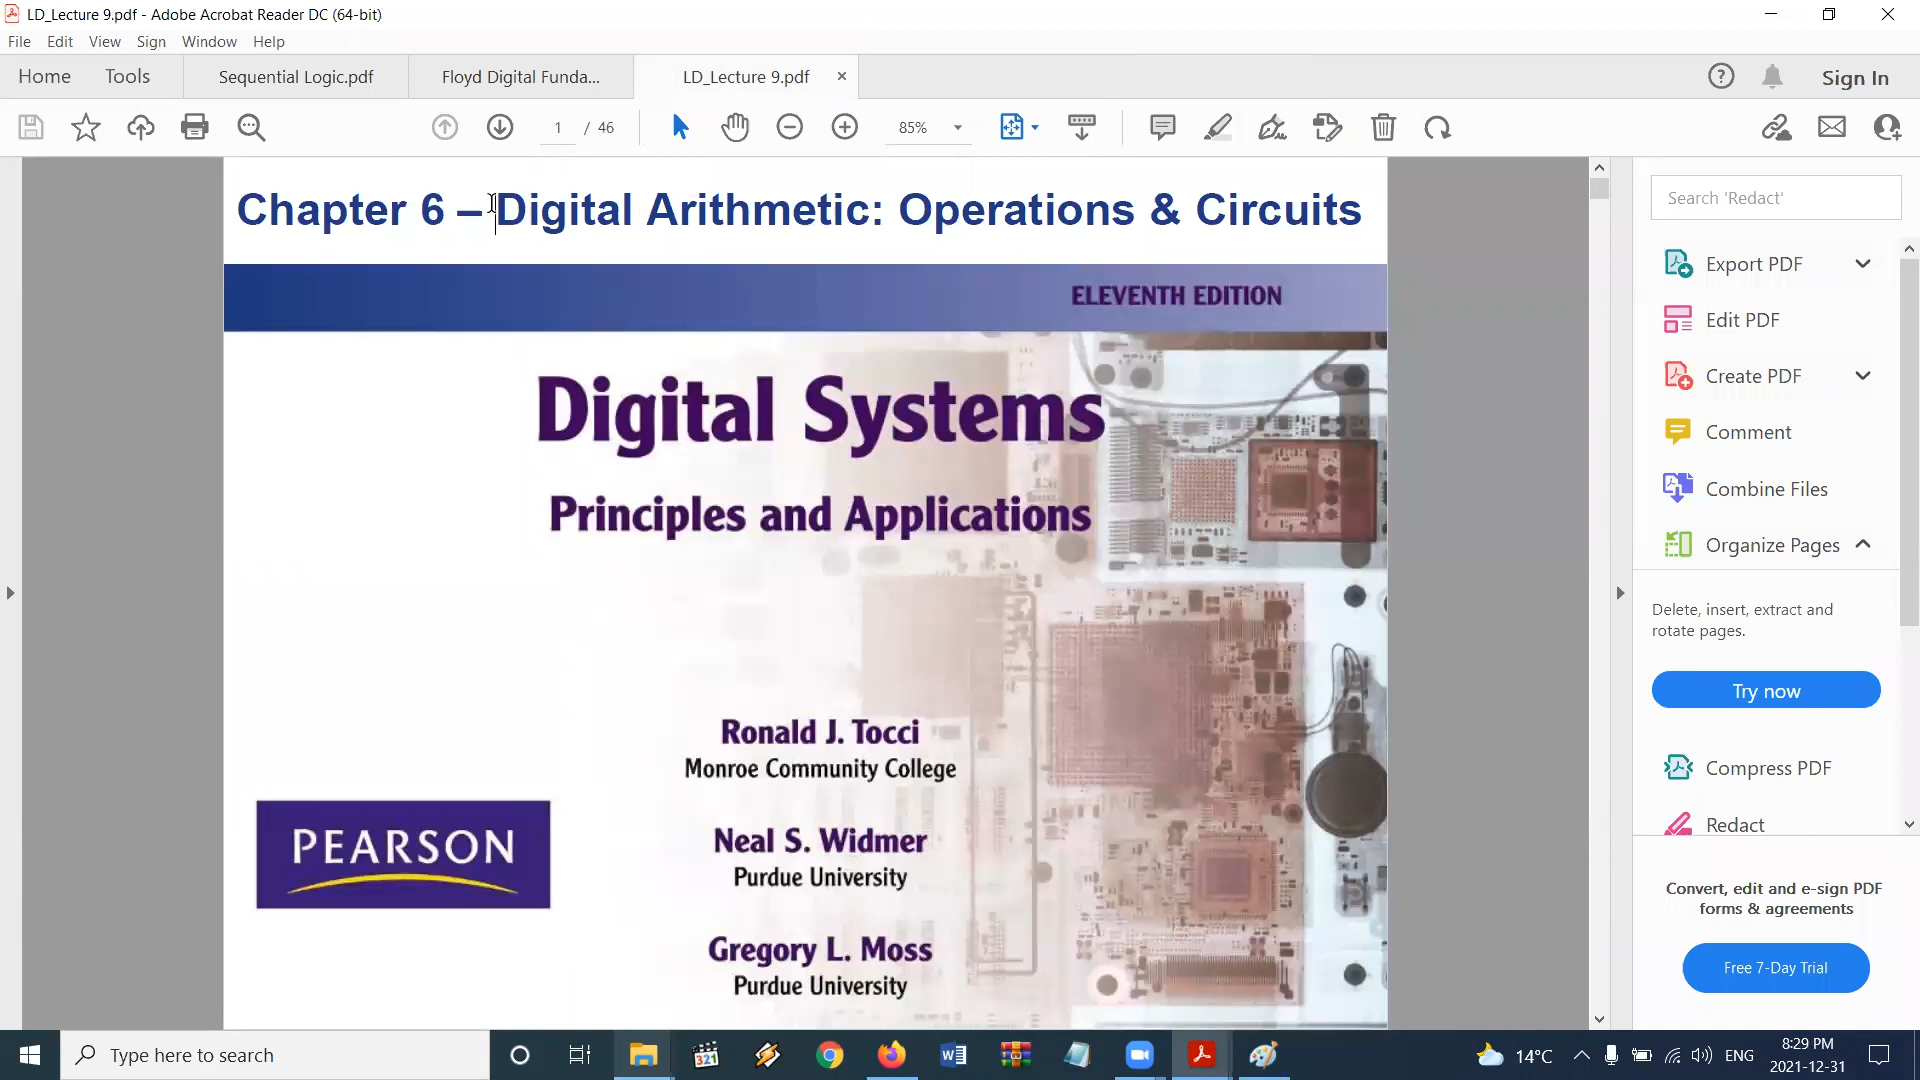 LD_Lecture 9.pdf - Adobe Acrobat Reader DC (64-bit)
File Edit View Sign Window Help
Home Tools Sequential Logic.pdf Floyd Digital Funda... LD_Lecture 9.pdf × Sign In
1 / 46 85%
Chapter 6 – Digital Arithmetic: Operations & Circuits
ELEVENTH EDITION
Digital Systems
Principles and Applications
Ronald J. Tocci
Monroe Community College
Neal S. Widmer
Purdue University
Gregory L. Moss
Purdue University
PEARSON
Search 'Redact'
Export PDF
Edit PDF
Create PDF
Comment
Combine Files
Organize Pages
Delete, insert, extract and
rotate pages.
Try now
Compress PDF
Redact
Convert, edit and e-sign PDF
forms & agreements
Free 7-Day Trial
Type here to search
321
14°C ENG
8:29 PM
2021-12-31